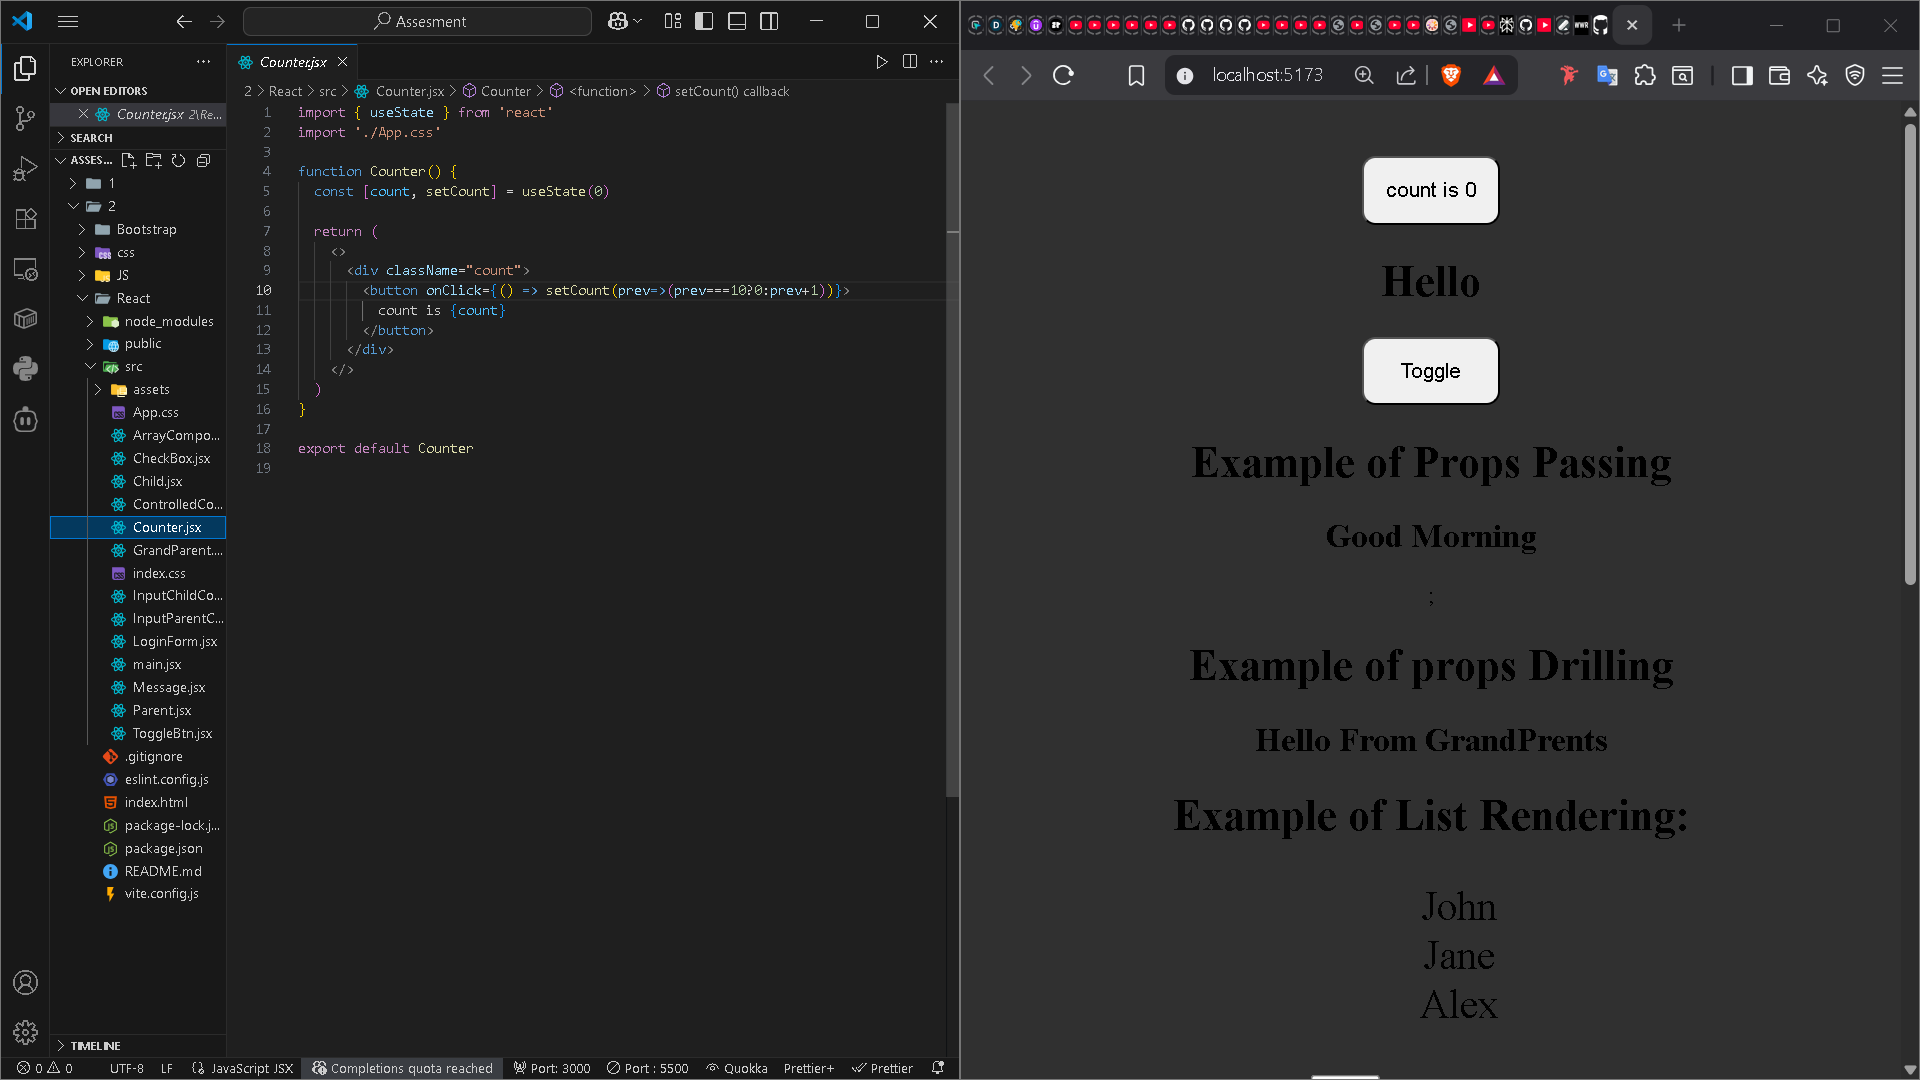 Assesment
EXPLORER
OPEN EDITORS
Counter.jsx 2\Re...
SEARCH
ASSES...
1
2
Bootstrap
css
JS
React
node_modules
public
src
assets
App.css
ArrayCompo...
CheckBox.jsx
Child.jsx
ControlledCo...
Counter.jsx
GrandParent....
index.css
InputChildCo...
InputParentC...
LoginForm.jsx
main.jsx
Message.jsx
Parent.jsx
ToggleBtn.jsx
.gitignore
eslint.config.js
index.html
package-lock.j...
package.json
README.md
vite.config.js
TIMELINE
Counter.jsx
2 > React > src > Counter.jsx > Counter > <function> > setCount() callback
1 import { useState } from 'react'
2 import './App.css'
3
4 function Counter() {
5 const [count, setCount] = useState(0)
6
7 return (
8 <>
9 <div className="count">
10 <button onClick={() => setCount(prev=>(prev===10?0:prev+1))}>
11 count is {count}
12 </button>
13 </div>
14 </>
15 )
16 }
17
18 export default Counter
19
0 0 UTF-8 LF JavaScript JSX Completions quota reached Port: 3000 Port : 5500 Quokka Prettier+ Prettier
localhost:5173
count is 0
Hello
Toggle
Example of Props Passing
Good Morning
;
Example of props Drilling
Hello From GrandPrents
Example of List Rendering:
John
Jane
Alex